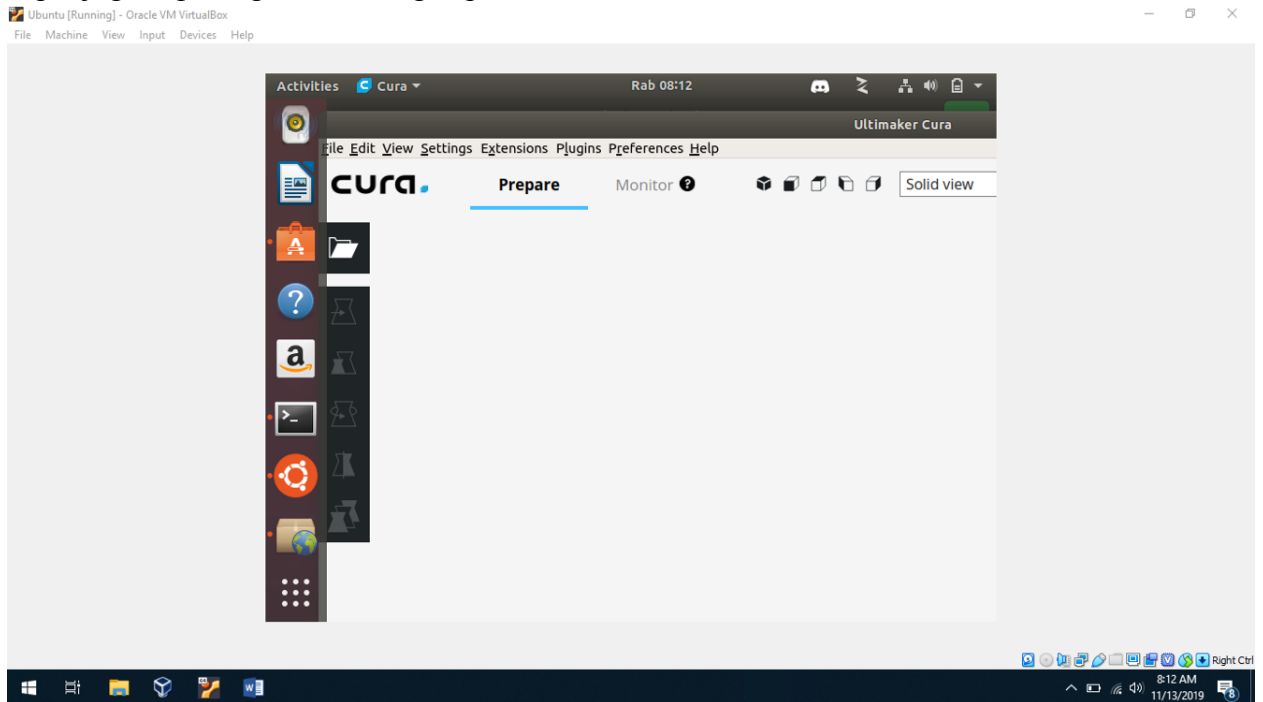 Ubuntu [Running] - Oracle VM VirtualBox
File Machine View Input Devices Help
Activities Cura Rab 08:12
Ultimaker Cura
File Edit View Settings Extensions Plugins Preferences Help
cura. Prepare Monitor ? Solid view
A
?
a
>_
Right Ctrl
8:12 AM
11/13/2019
8